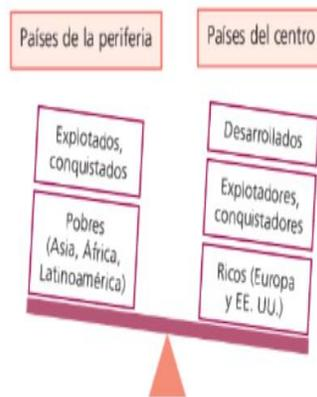 Países de la periferia
Explotados,
conquistados
Pobres
(Asia, África,
Latinoamérica)
Países del centro
Desarrollados
Explotadores,
conquistadores
Ricos (Europa
y EE. UU.)